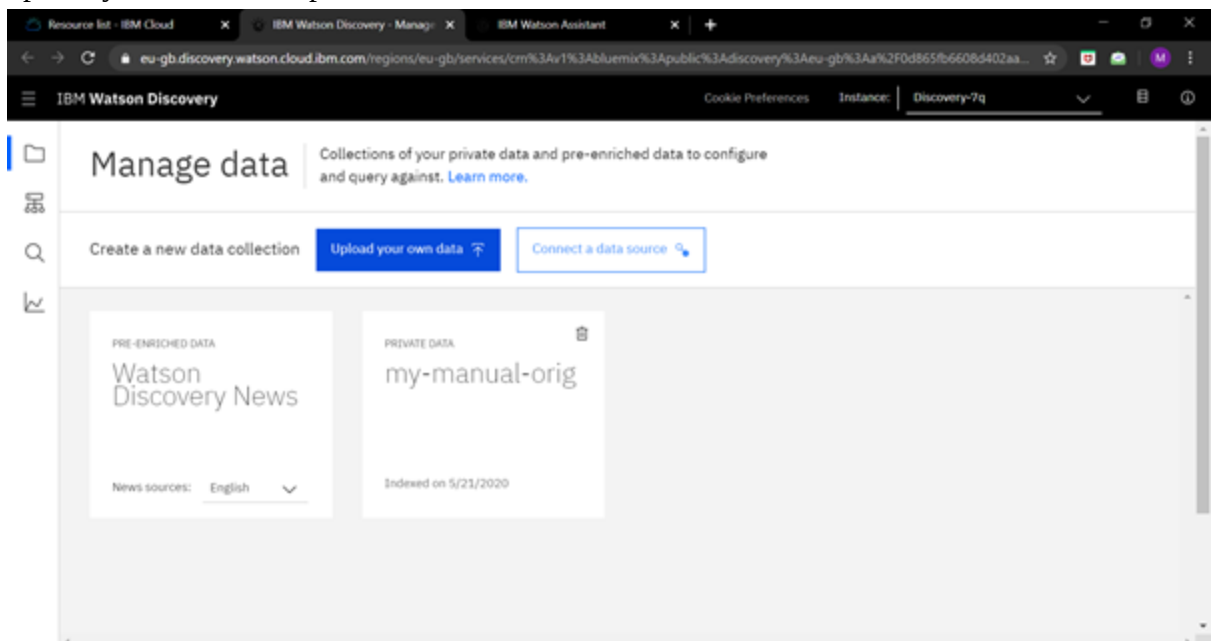 Resource list - IBM Cloud
IBM Watson Discovery - Manage
IBM Watson Assistant
eu-gb.discovery.watson.cloud.ibm.com/regions/eu-gb/services/crn%3Av1%3Abluemix%3Apublic%3Adiscovery%3Aeu-gb%3Aa%2F0d865fb6608d402aa...
M
IBM Watson Discovery
Cookie Preferences
Instance:
Discovery-7q
Manage data
Collections of your private data and pre-enriched data to configure
and query against. Learn more.
Create a new data collection
Upload your own data
Connect a data source
PRE-ENRICHED DATA
Watson
Discovery News
News sources: English
PRIVATE DATA
my-manual-orig
Indexed on 5/21/2020